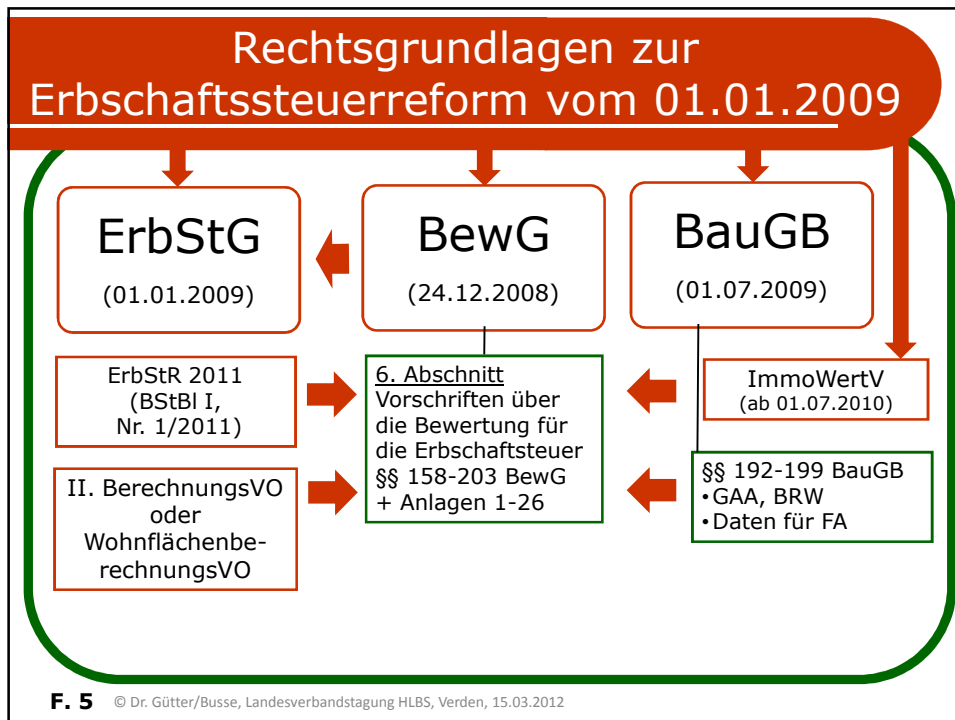 Rechtsgrundlagen zur
Erbschaftssteuerreform vom 01.01.2009
ErbStG
(01.01.2009)
BewG
(24.12.2008)
BauGB
(01.07.2009)
ErbStR 2011
(BStBl I,
Nr. 1/2011)
6. Abschnitt
Vorschriften über
die Bewertung für
die Erbschaftsteuer
§§ 158-203 BewG
+ Anlagen 1-26
ImmoWertV
(ab 01.07.2010)
II. BerechnungsVO
oder
Wohnflächenbe-
rechnungsVO
§§ 192-199 BauGB
•GAA, BRW
•Daten für FA
F. 5 © Dr. Gütter/Busse, Landesverbandstagung HLBS, Verden, 15.03.2012